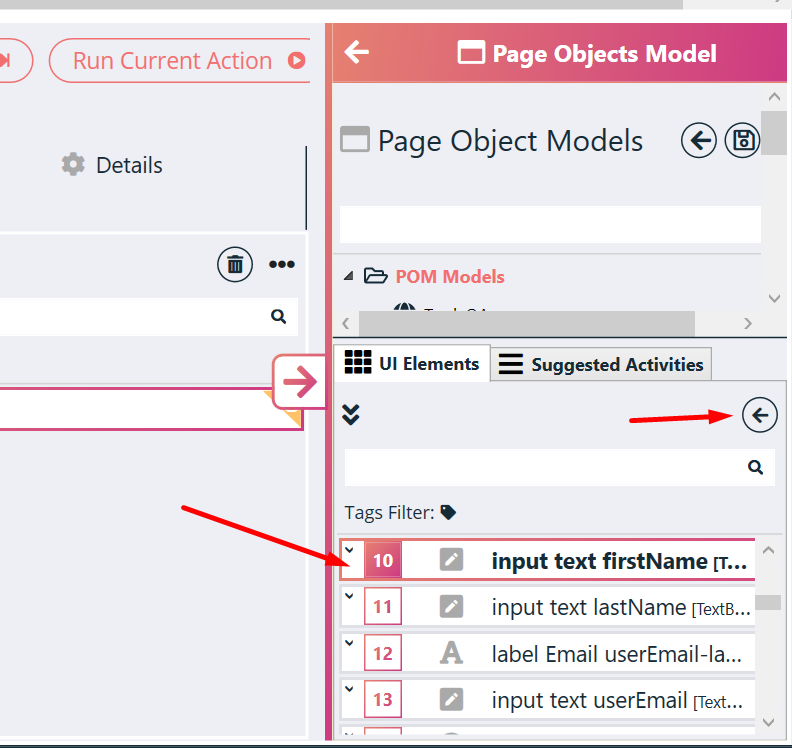 Run Current Action
Page Objects Model
Page Object Models
Details
POM Models
UI Elements
Suggested Activities
Tags Filter:
10 input text firstName [T...
11 input text lastName [TextB...
12 label Email userEmail-la...
13 input text userEmail [Text...